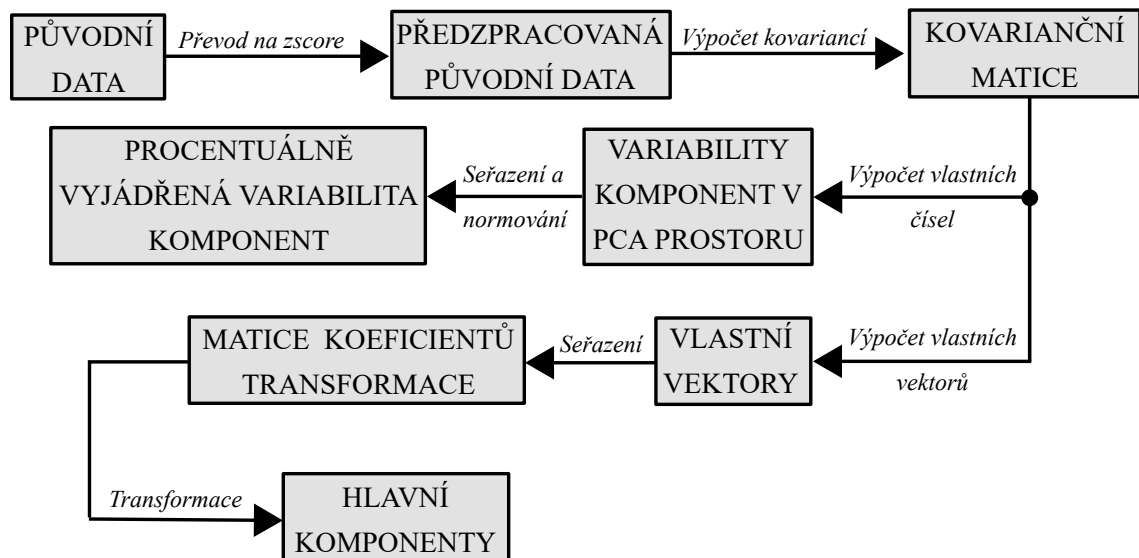 PŮVODNÍ
DATA
Převod na zscore
PŘEDZPRACOVANÁ
PŮVODNÍ DATA
Výpočet kovariancí
KOVARIANČNÍ
MATICE
Výpočet vlastních
čísel
VARIABILITY
KOMPONENT V
PCA PROSTORU
Seřazení a
normování
PROCENTUÁLNĚ
VYJÁDŘENÁ VARIABILITA
KOMPONENT
Výpočet vlastních
vektorů
VLASTNÍ
VEKTORY
Seřazení
MATICE KOEFICIENTŮ
TRANSFORMACE
Transformace
HLAVNÍ
KOMPONENTY